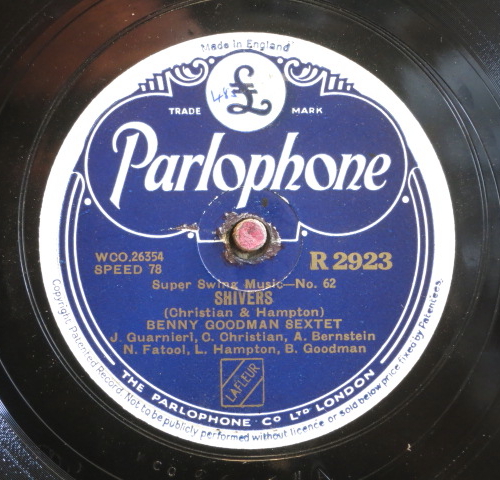 Made in England
£
TRADE MARK
Parlophone
WCO.26354
SPEED 78
R 2923
Super Swing Music—No. 62
SHIVERS
(Christian & Hampton)
BENNY GOODMAN SEXTET
J. Guarnieri, C. Christian, A. Bernstein
N. Fatool, L. Hampton, B. Goodman
LAFLEUR
THE PARLOPHONE · CO LTD LONDON
Copyright, Patented Record. Not to be publicly performed without licence or sold below price fixed by Patentees.